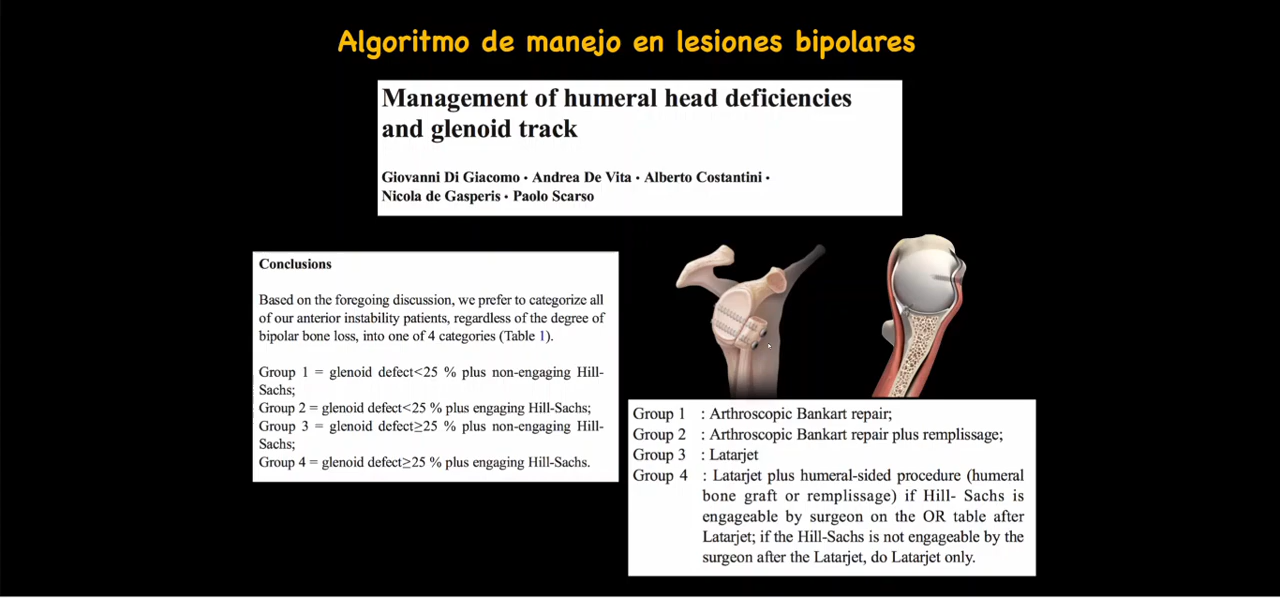 Algoritmo de manejo en lesiones bipolares
Management of humeral head deficiencies
and glenoid track
Giovanni Di Giacomo · Andrea De Vita · Alberto Costantini ·
Nicola de Gasperis · Paolo Scarso
Conclusions
Based on the foregoing discussion, we prefer to categorize all
of our anterior instability patients, regardless of the degree of
bipolar bone loss, into one of 4 categories (Table 1).
Group 1 = glenoid defect<25 % plus non-engaging Hill-
Sachs;
Group 2 = glenoid defect<25 % plus engaging Hill-Sachs;
Group 3 = glenoid defect≥25 % plus non-engaging Hill-
Sachs;
Group 4 = glenoid defect≥25 % plus engaging Hill-Sachs.
Group 1 : Arthroscopic Bankart repair;
Group 2 : Arthroscopic Bankart repair plus remplissage;
Group 3 : Latarjet
Group 4 : Latarjet plus humeral-sided procedure (humeral
bone graft or remplissage) if Hill- Sachs is
engageable by surgeon on the OR table after
Latarjet; if the Hill-Sachs is not engageable by the
surgeon after the Latarjet, do Latarjet only.